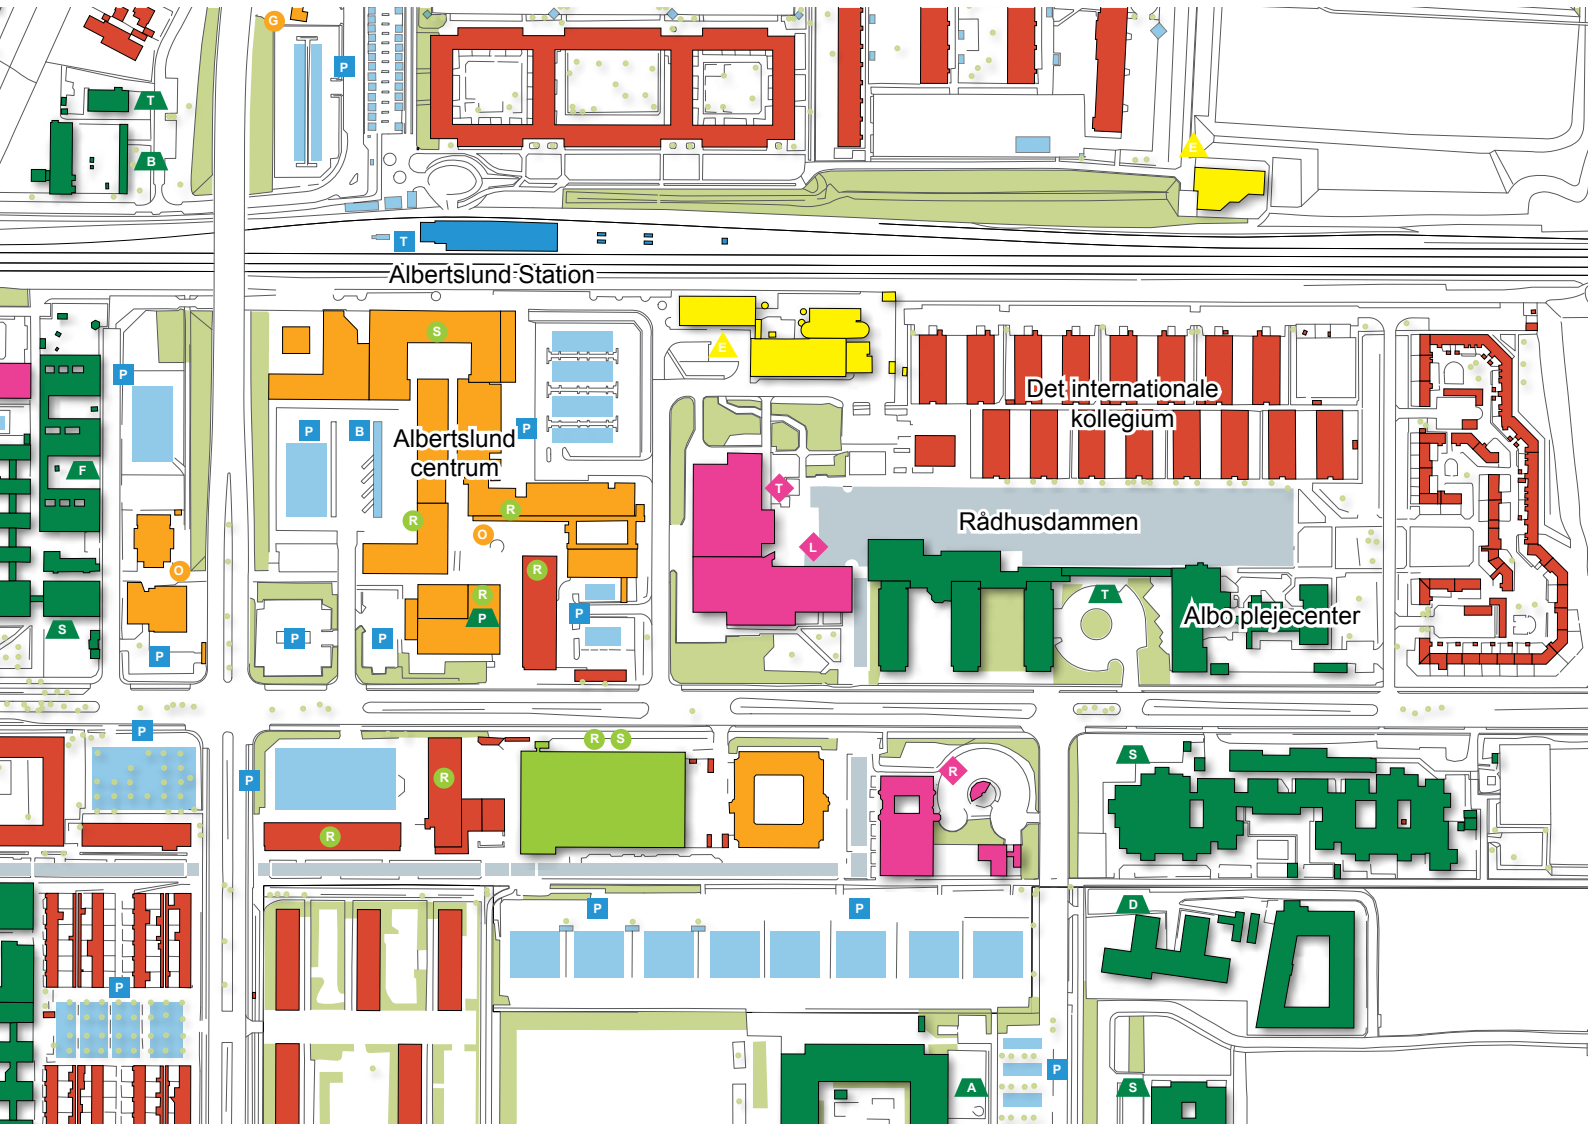 G
P
T
E
B
T
Albertslund Station
S
E
P
Det internationale
kollegium
P
B
P
Albertslund
centrum
F
T
R
R
Rådhusdammen
O
L
O
R
R
T
P
P
Albo plejecenter
S
P
P
P
P
R
S
S
P
R
R
P
R
D
P
P
P
P
A
S